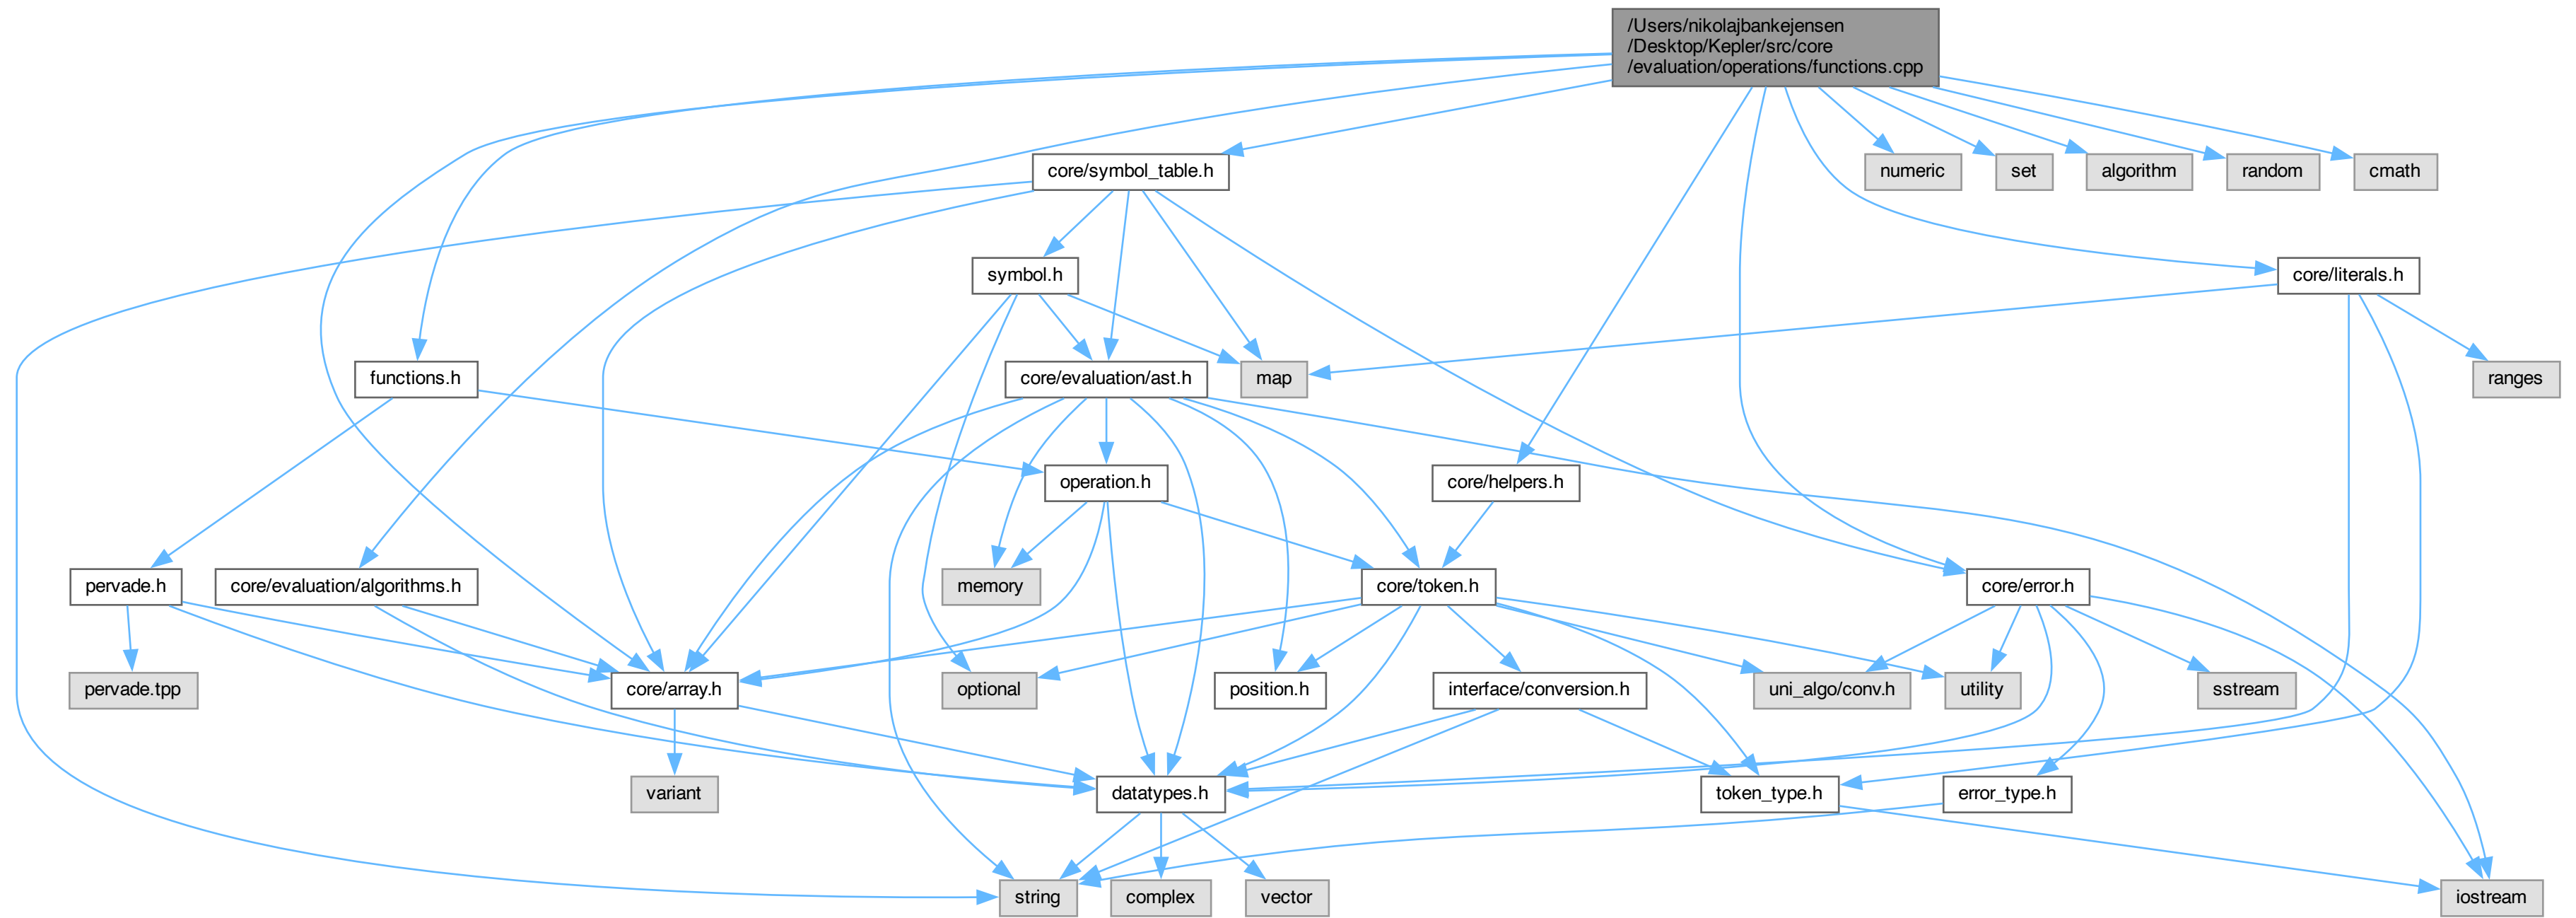 /Users/nikolajbankejensen
/Desktop/Kepler/src/core
/evaluation/operations/functions.cpp
core/symbol_table.h
numeric
set
algorithm
random
cmath
symbol.h
core/literals.h
functions.h
core/evaluation/ast.h
map
ranges
operation.h
core/helpers.h
pervade.h
core/evaluation/algorithms.h
memory
core/token.h
core/error.h
pervade.tpp
core/array.h
optional
position.h
interface/conversion.h
uni_algo/conv.h
utility
sstream
variant
datatypes.h
token_type.h
error_type.h
string
complex
vector
iostream